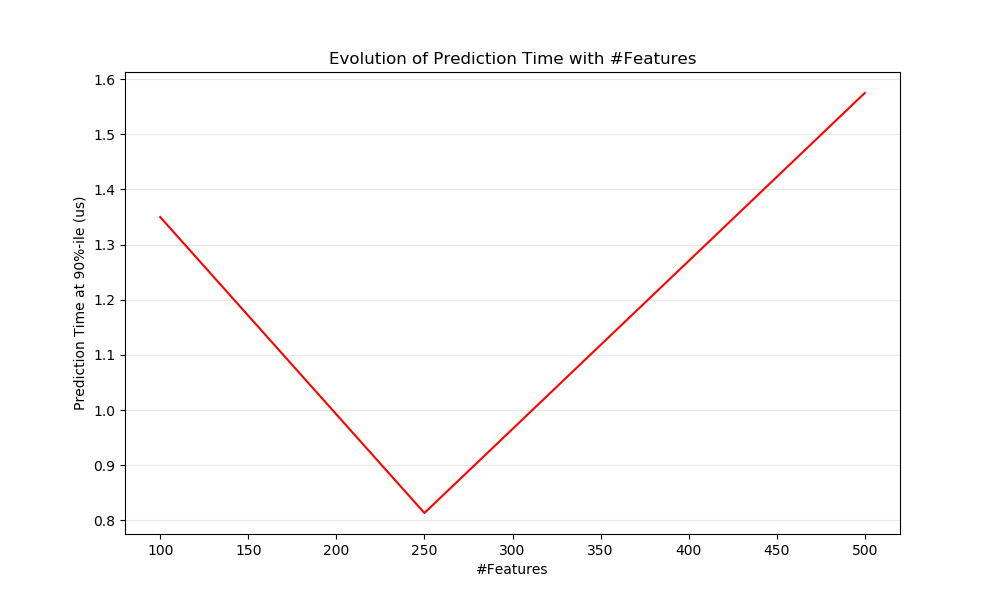 Evolution of Prediction Time with #Features
Prediction Time at 90%-ile (us)
1.6
1.5
1.4
1.3
1.2
1.1
1.0
0.9
0.8
100 150 200 250 300 350 400 450 500
#Features